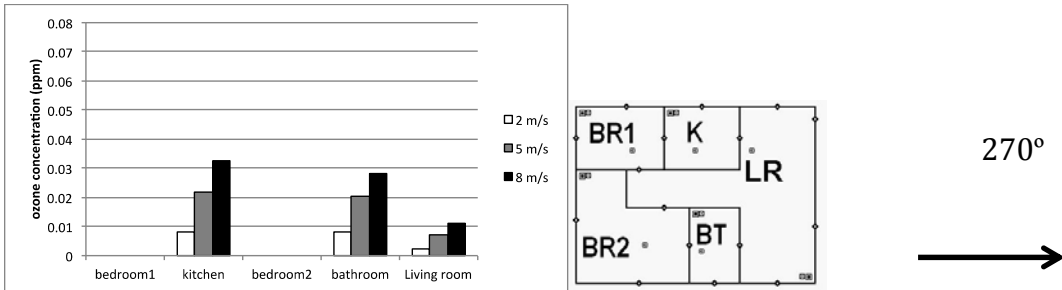 0.08
0.07
0.06
0.05
0.04
0.03
0.02
0.01
0
ozone concentration (ppm)
bedroom1 kitchen bedroom2 bathroom Living room
2 m/s
5 m/s
8 m/s
BR1 K
LR
BR2 BT
270º